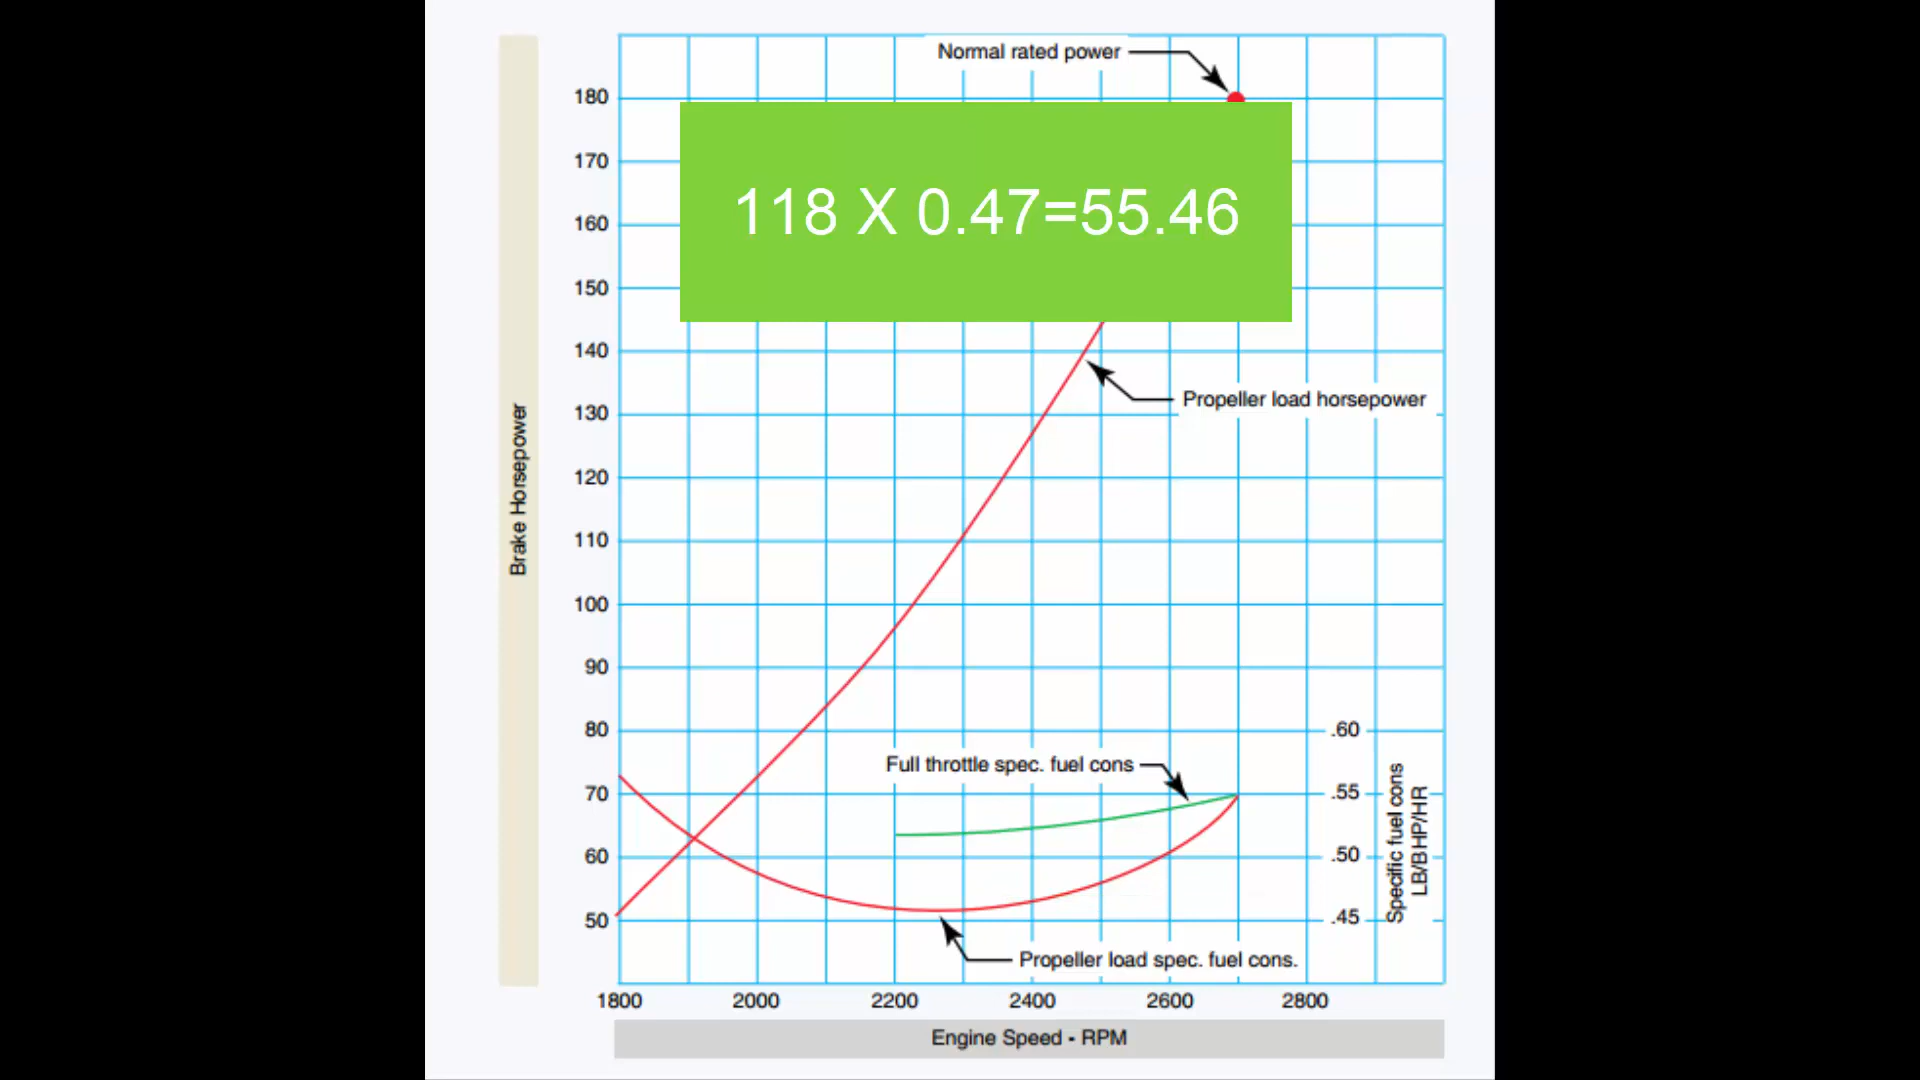 Normal rated power
180
170
118 X 0.47=55.46
160
150
140
Propeller load horsepower
130
120
110
100
90
80
.60
Full throttle spec. fuel cons
70
.55
60
.50
50
.45
Propeller load spec. fuel cons.
Brake Horsepower
Specific fuel cons
LB/BHP/HR
1800 2000 2200 2400 2600 2800
Engine Speed - RPM